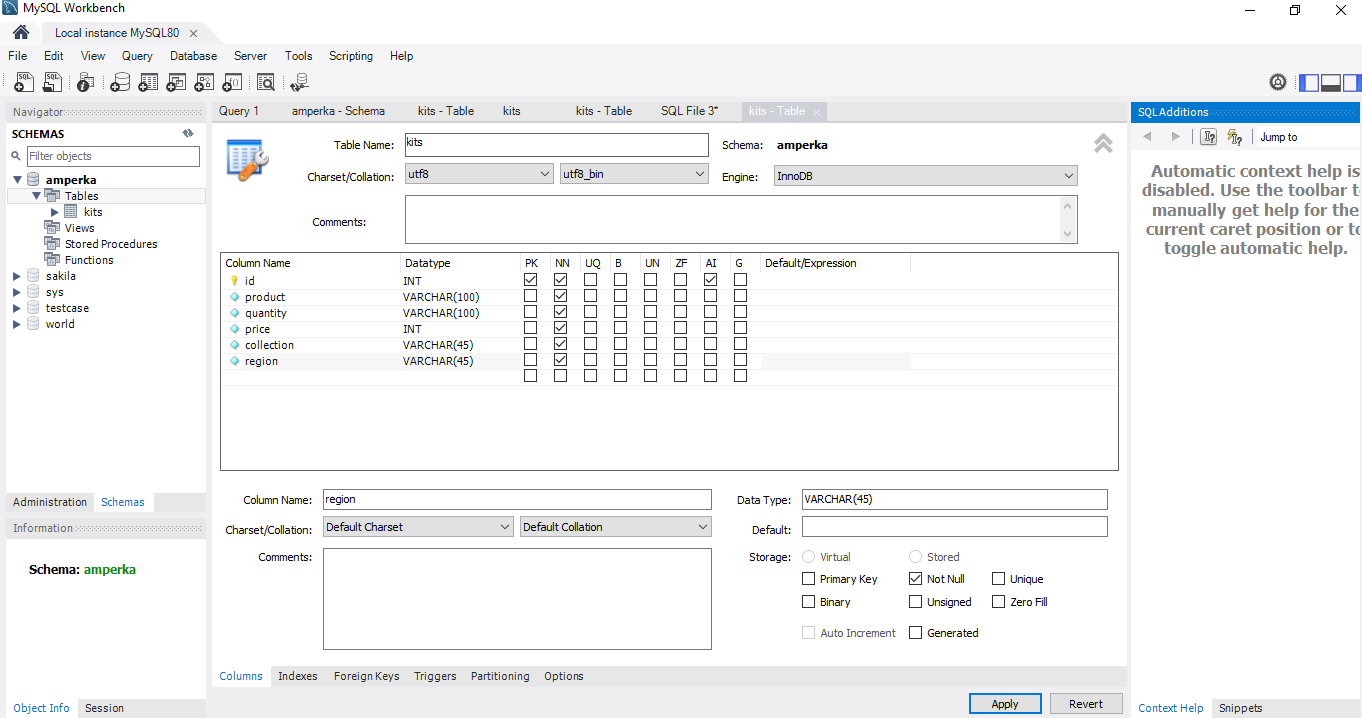 MySQL Workbench
Local instance MySQL80
File Edit View Query Database Server Tools Scripting Help
Navigator
SCHEMAS
Filter objects
amperka
Tables
kits
Views
Stored Procedures
Functions
sakila
sys
testcase
world
Administration Schemas
Information
Schema: amperka
Object Info Session
Query 1 amperka - Schema kits - Table kits kits - Table SQL File 3* kits - Table
Table Name: kits Schema: amperka
Charset/Collation: utf8 utf8_bin Engine: InnoDB
Comments:
Column Name Datatype PK NN UQ B UN ZF AI G Default/Expression
id INT
product VARCHAR(100)
quantity VARCHAR(100)
price INT
collection VARCHAR(45)
region VARCHAR(45)
Column Name: region Data Type: VARCHAR(45)
Charset/Collation: Default Charset Default Collation Default:
Comments: Storage: Virtual Stored
Primary Key Not Null Unique
Binary Unsigned Zero Fill
Auto Increment Generated
Columns Indexes Foreign Keys Triggers Partitioning Options
Apply Revert
SQLAdditions
Jump to
Automatic context help is
disabled. Use the toolbar t
manually get help for the
current caret position or to
toggle automatic help.
Context Help Snippets